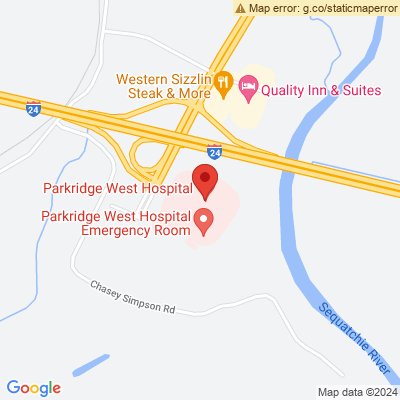 Map error: g.co/staticmaperror
Western Sizzlin
Steak & More
Quality Inn & Suites
24
24
Parkridge West Hospital
Parkridge West Hospital
Emergency Room
Chasey Simpson Rd
Sequatchie River
Google
Map data ©2024